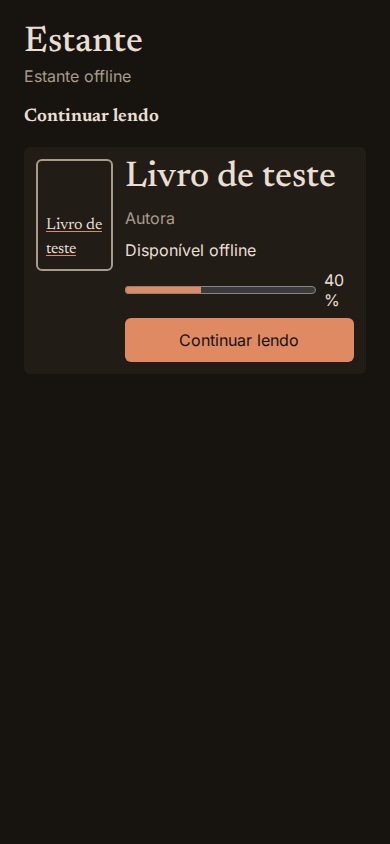 Estante
Estante offline
Continuar lendo
Livro de
teste
Livro de teste
Autora
Disponível offline
40
%
Continuar lendo